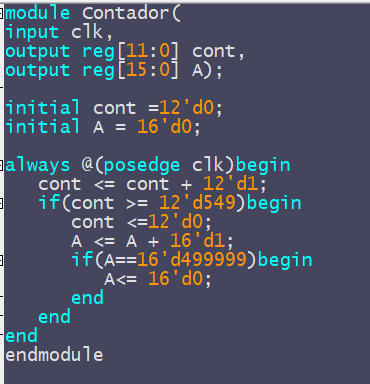 module Contador(
input clk,
output reg[11:0] cont,
output reg[15:0] A);
initial cont =12'd0;
initial A = 16'd0;
always @(posedge clk)begin
cont <= cont + 12'd1;
if(cont >= 12'd549)begin
cont <=12'd0;
A <= A + 16'd1;
if(A==16'd499999)begin
A<= 16'd0;
end
end
end
endmodule